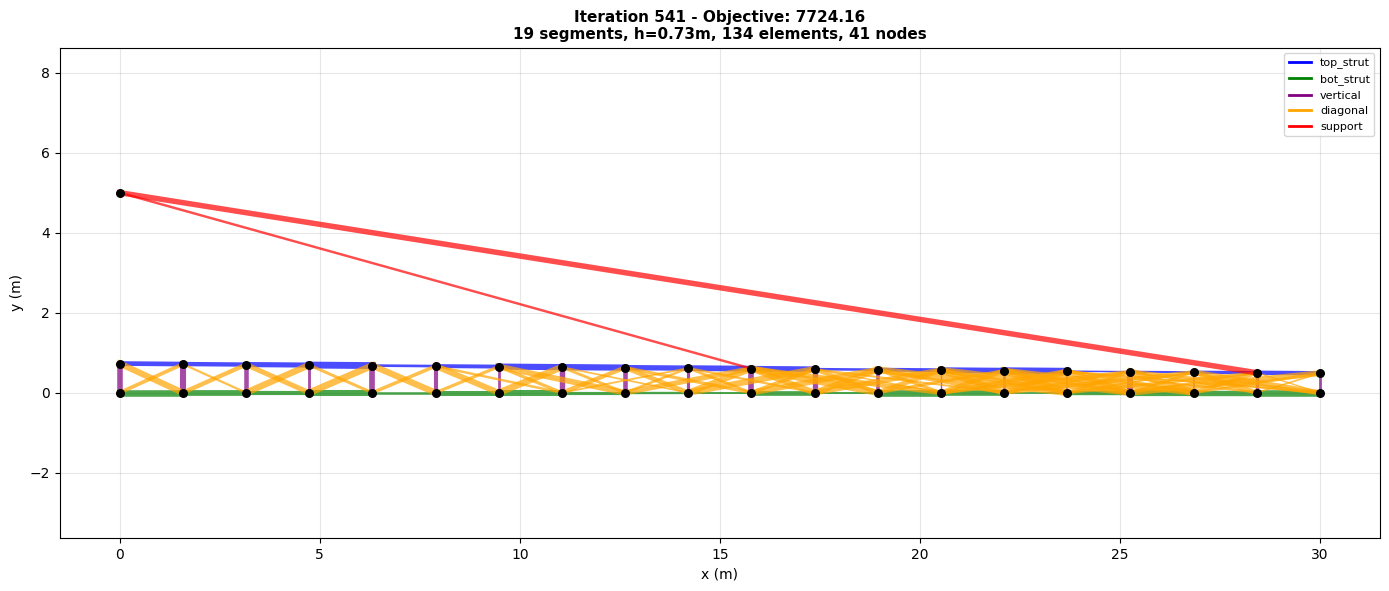 Iteration 541 - Objective: 7724.16
19 segments, h=0.73m, 134 elements, 41 nodes
top_strut
bot_strut
vertical
diagonal
support
8
6
4
2
0
−2
y (m)
0
5
10
15
20
25
30
x (m)